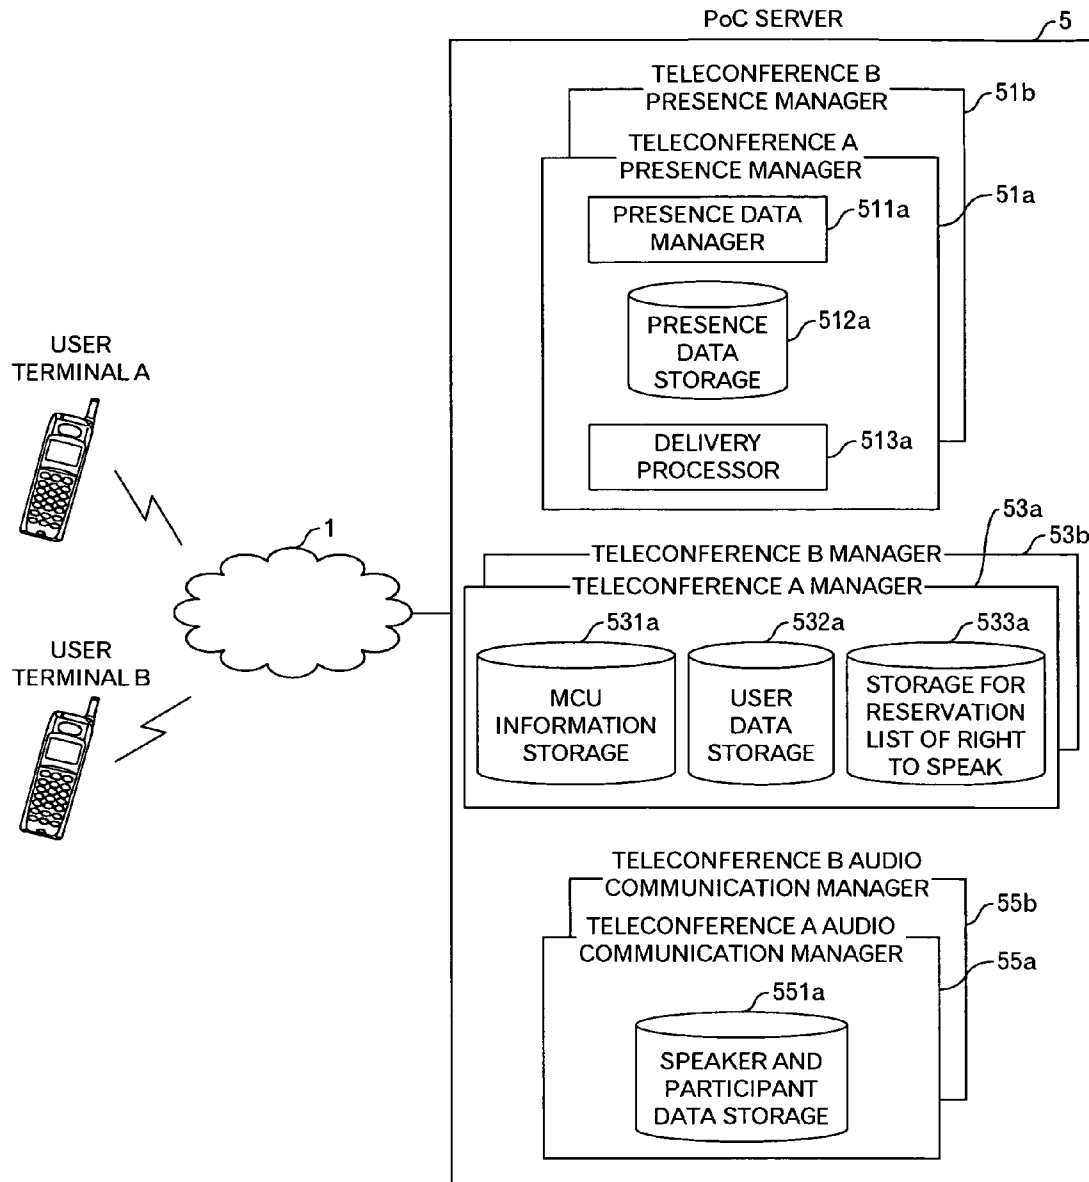 PoC SERVER
5
TELECONFERENCE B
PRESENCE MANAGER
51b
TELECONFERENCE A
PRESENCE MANAGER
51a
PRESENCE DATA
MANAGER
511a
PRESENCE
DATA
STORAGE
512a
DELIVERY
PROCESSOR
513a
USER
TERMINAL A
1
USER
TERMINAL B
53a
53b
TELECONFERENCE B MANAGER
TELECONFERENCE A MANAGER
531a
532a
533a
MCU
INFORMATION
STORAGE
USER
DATA
STORAGE
STORAGE FOR
RESERVATION
LIST OF RIGHT
TO SPEAK
TELECONFERENCE B AUDIO
COMMUNICATION MANAGER
55b
TELECONFERENCE A AUDIO
COMMUNICATION MANAGER
55a
551a
SPEAKER AND
PARTICIPANT
DATA STORAGE